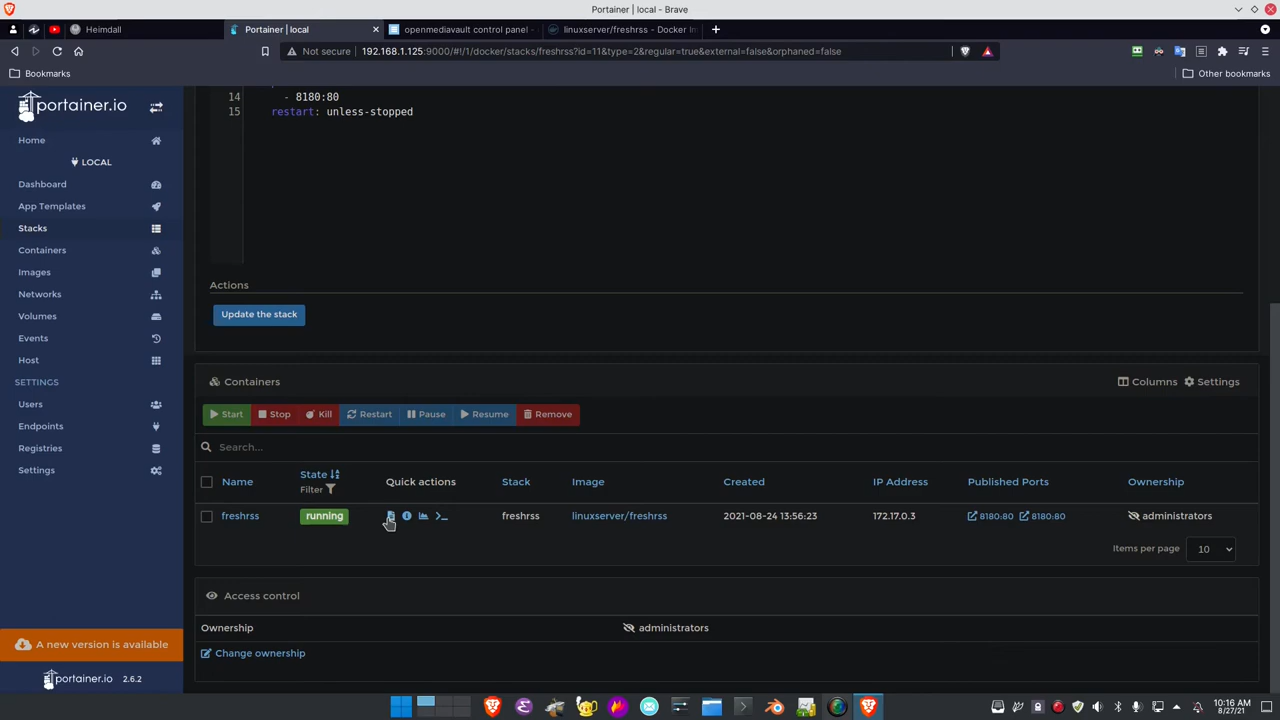 Portainer | local - Brave
Heimdall
Portainer | local
openmediavault control panel -
linuxserver/freshrss - Docker Im
Not secure
192.168.1.125:9000/#!/1/docker/stacks/freshrss?id=11&type=2&regular=true&external=false&orphaned=false
Bookmarks
Other bookmarks
portainer.io
Home
LOCAL
Dashboard
App Templates
Stacks
Containers
Images
Networks
Volumes
Events
Host
SETTINGS
Users
Endpoints
Registries
Settings
A new version is available
portainer.io 2.6.2
14 - 8180:80
15 restart: unless-stopped
Actions
Update the stack
Containers
Columns Settings
Start Stop Kill Restart Pause Resume Remove
Search...
Name State Quick actions Stack Image Created IP Address Published Ports Ownership
Filter
freshrss running freshrss linuxserver/freshrss 2021-08-24 13:56:23 172.17.0.3 8180:80 8180:80 administrators
Items per page 10
Access control
Ownership administrators
Change ownership
10:16 AM
8/27/21